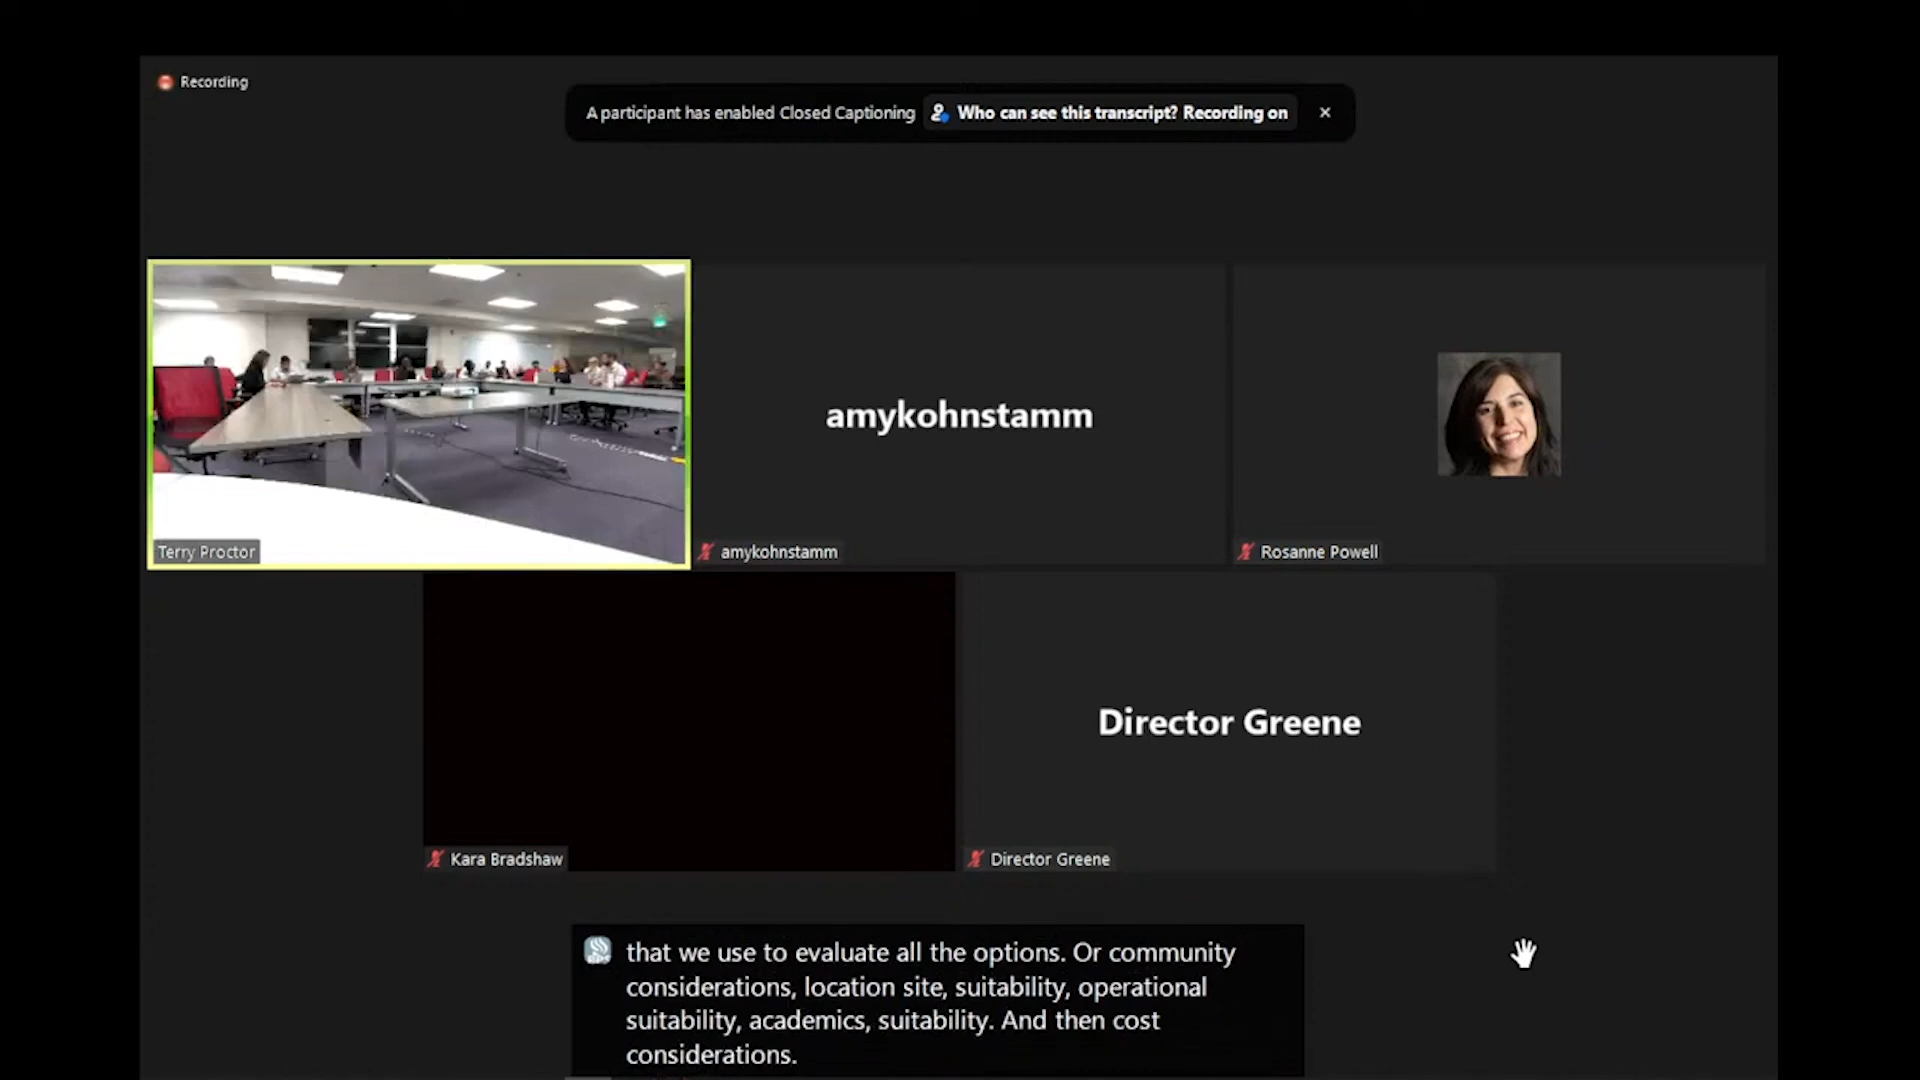 Recording
A participant has enabled Closed Captioning Who can see this transcript? Recording on
Terry Proctor
amykohnstamm
amykohnstamm
Rosanne Powell
Kara Bradshaw
Director Greene
Director Greene
that we use to evaluate all the options. Or community
considerations, location site, suitability, operational
suitability, academics, suitability. And then cost
considerations.